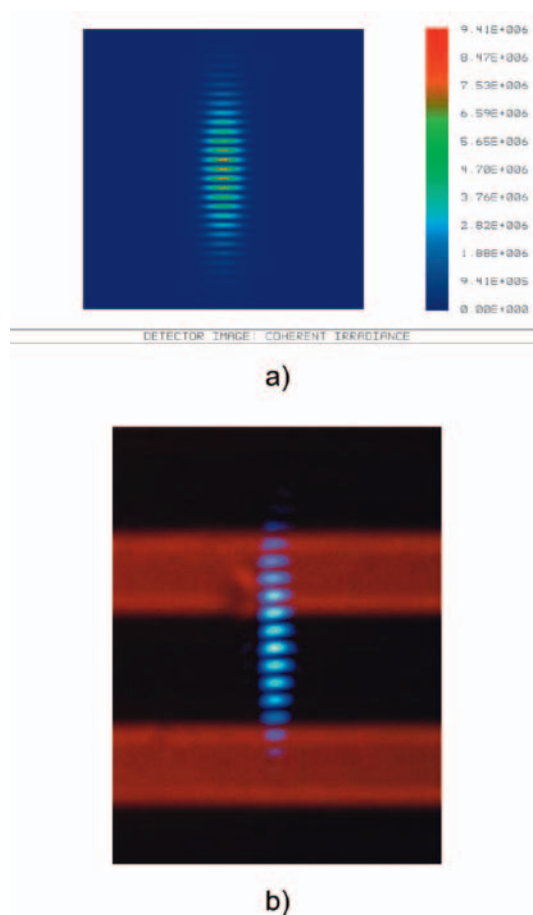 9.41E+006
8.47E+006
7.53E+006
6.59E+006
5.65E+006
4.70E+006
3.76E+006
2.82E+006
1.88E+006
9.41E+005
0.00E+000
DETECTOR IMAGE: COHERENT IRRADIANCE
a)
b)